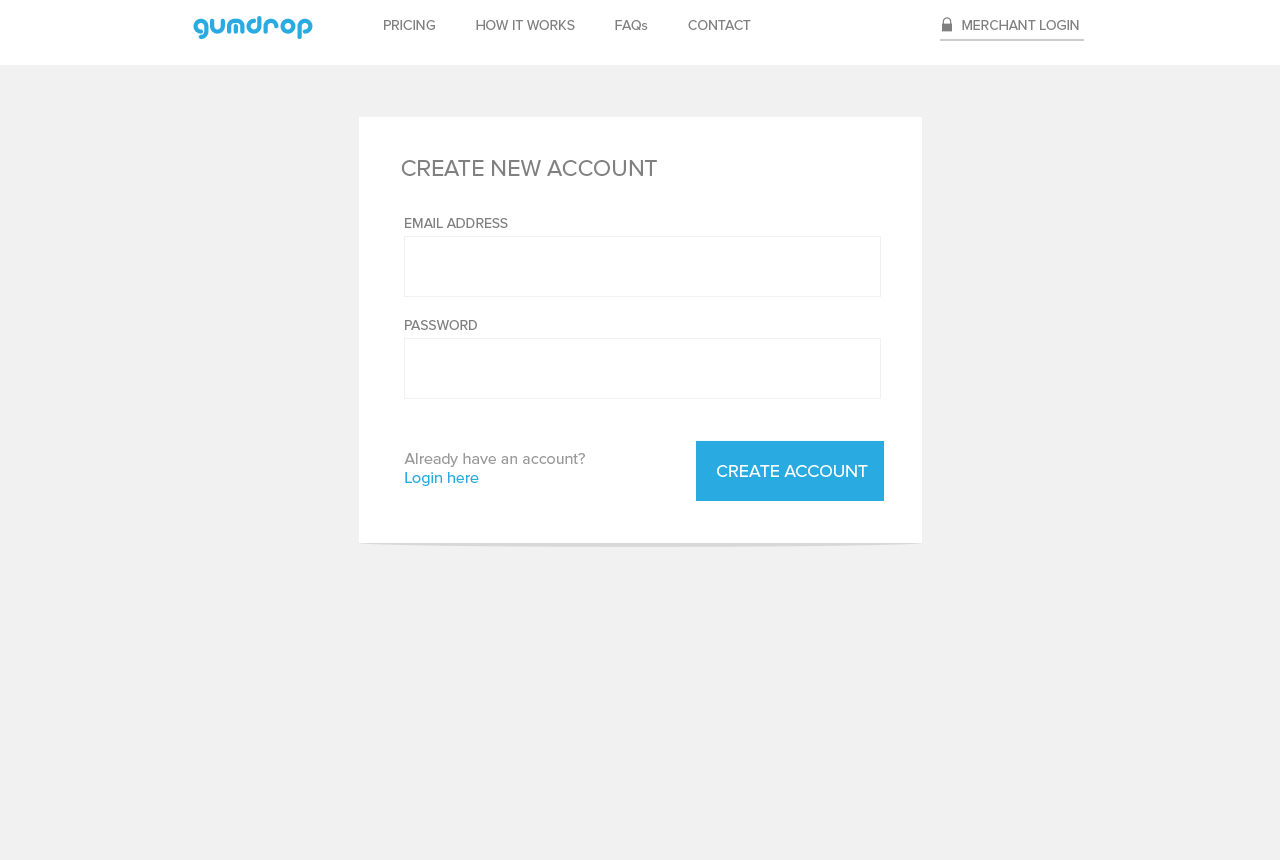 gumdrop
PRICING
HOW IT WORKS
FAQs
CONTACT
MERCHANT LOGIN
CREATE NEW ACCOUNT
EMAIL ADDRESS
PASSWORD
Already have an account?
Login here
CREATE ACCOUNT